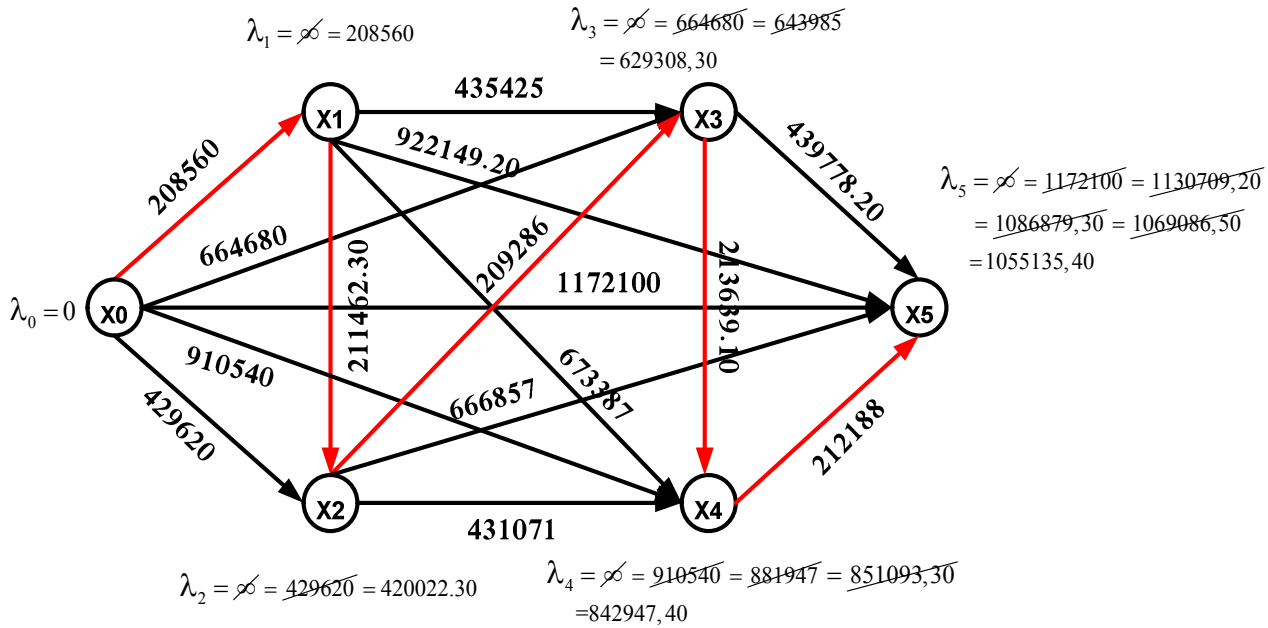 λ1 = ∞ = 208560
λ3 = ∞ = 664680 = 643985
= 629308,30
435425
X1
X3
922149.20
439778.20
208560
λ5 = ∞ = 1172100 = 1130709,20
= 1086879,30 = 1069086,50
= 1055135,40
664680
209286
211462.30
213639.10
1172100
λ0 = 0
X0
X5
910540
673387
666857
429620
212188
X2
X4
431071
λ2 = ∞ = 429620 = 420022.30
λ4 = ∞ = 910540 = 881947 = 851093,30
=842947,40